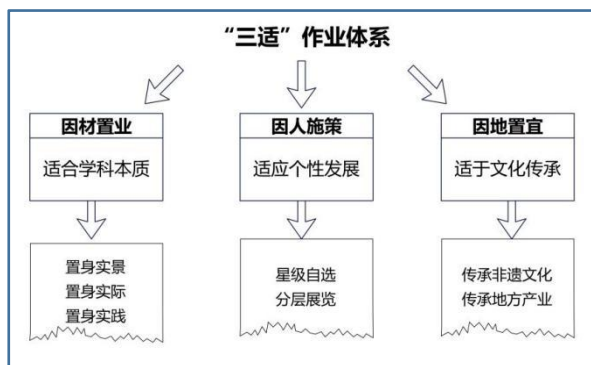 “三适”作业体系
因材置业
适合学科本质
置身实景
置身实际
置身实践
因人施策
适应个性发展
星级自选
分层展览
因地置宜
适于文化传承
传承非遗文化
传承地方产业